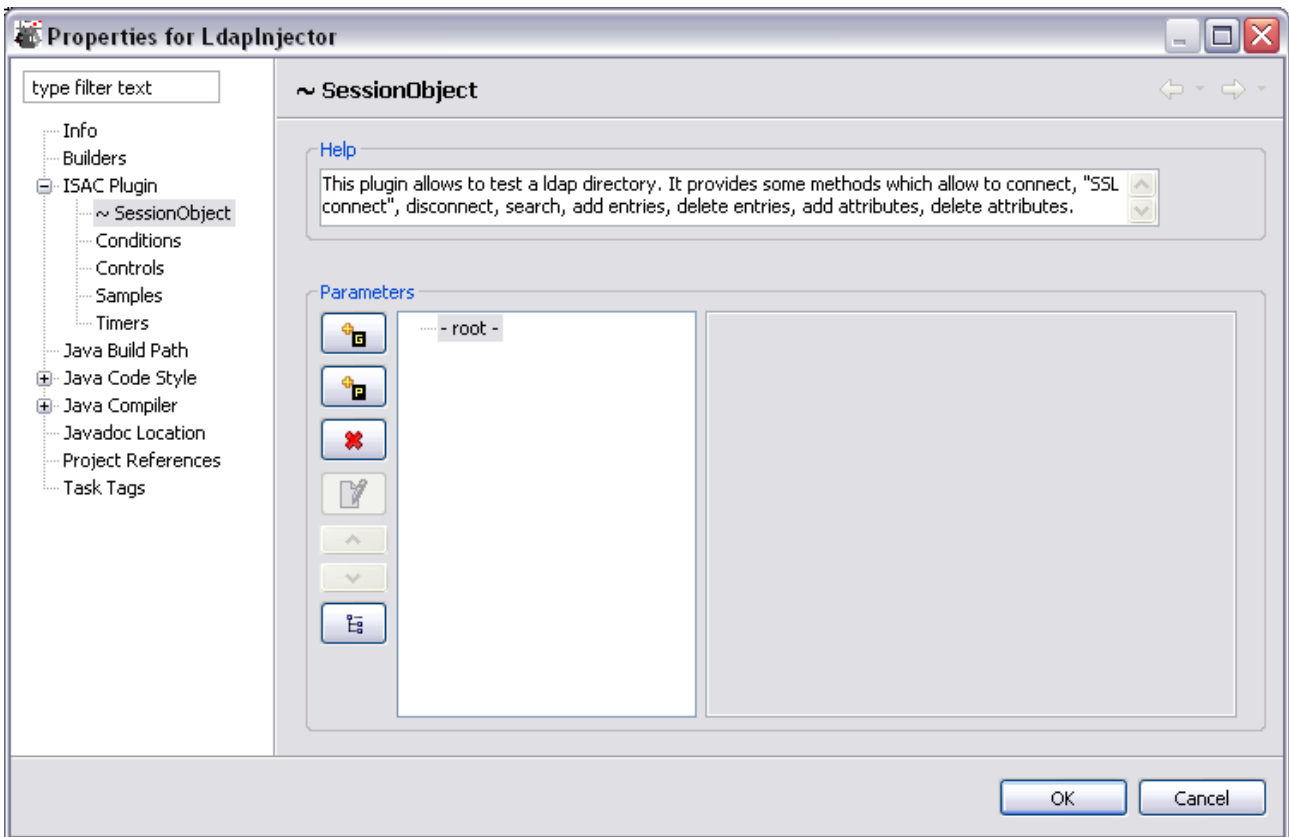 Properties for LdapInjector
type filter text
Info
Builders
ISAC Plugin
~ SessionObject
Conditions
Controls
Samples
Timers
Java Build Path
Java Code Style
Java Compiler
Javadoc Location
Project References
Task Tags
~ SessionObject
Help
This plugin allows to test a ldap directory. It provides some methods which allow to connect, "SSL
connect", disconnect, search, add entries, delete entries, add attributes, delete attributes.
Parameters
G
P
- root -
OK
Cancel